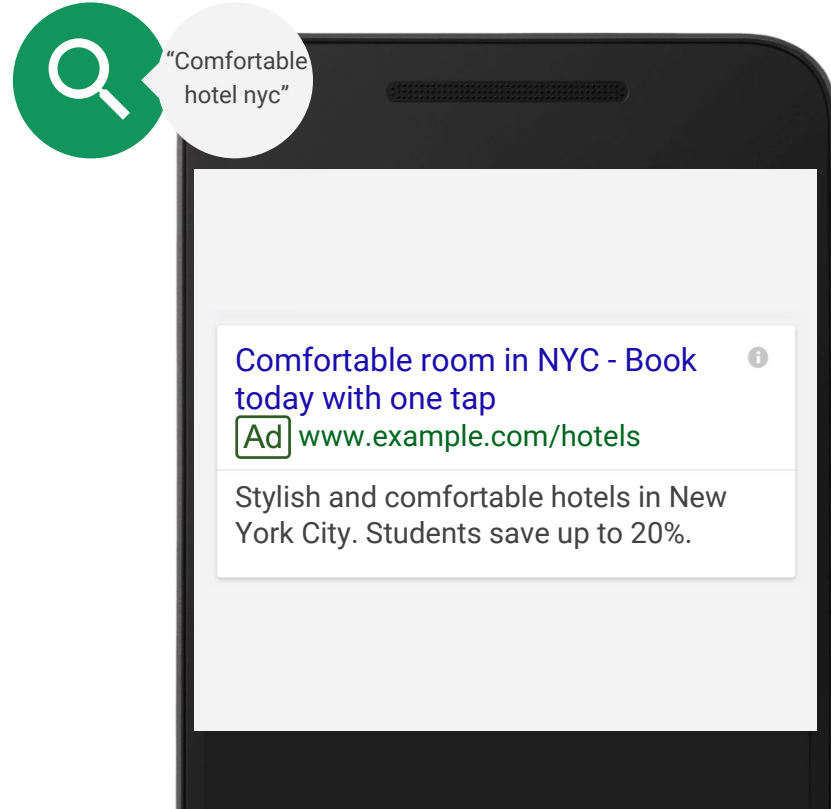 “Comfortable
hotel nyc”
Comfortable room in NYC - Book
today with one tap
Ad www.example.com/hotels
Stylish and comfortable hotels in New
York City. Students save up to 20%.